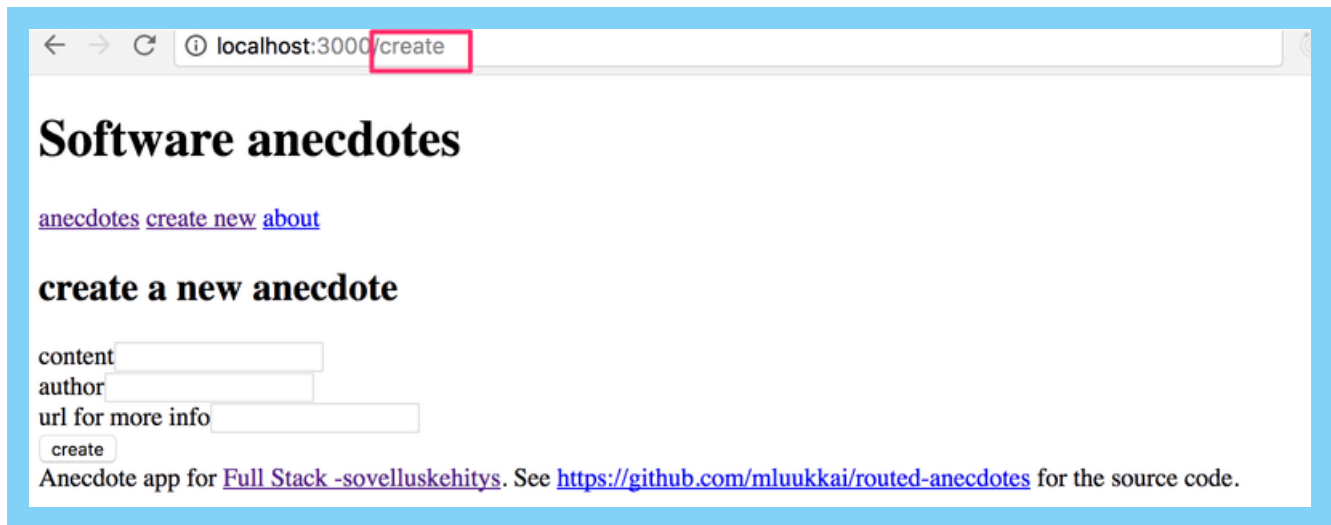 localhost:3000/create
Software anecdotes
anecdotes create new about
create a new anecdote
content
author
url for more info
create
Anecdote app for Full Stack -sovelluskehitys. See https://github.com/mluukkai/routed-anecdotes for the source code.